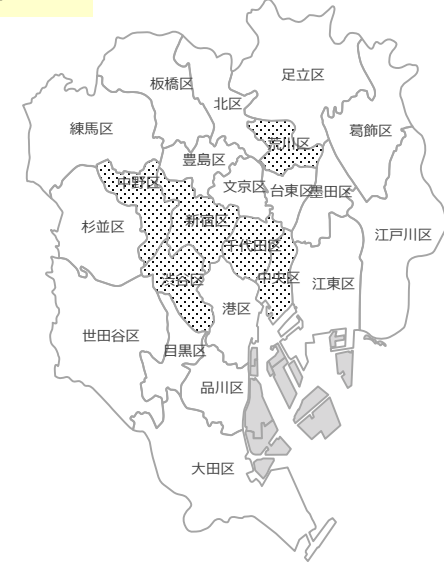 足立区
板橋区
北区
練馬区
荒川区
葛飾区
豊島区
中野区
文京区
台東区
墨田区
杉並区
新宿区
千代田区
江戸川区
渋谷区
中央区
江東区
港区
世田谷区
目黒区
品川区
大田区